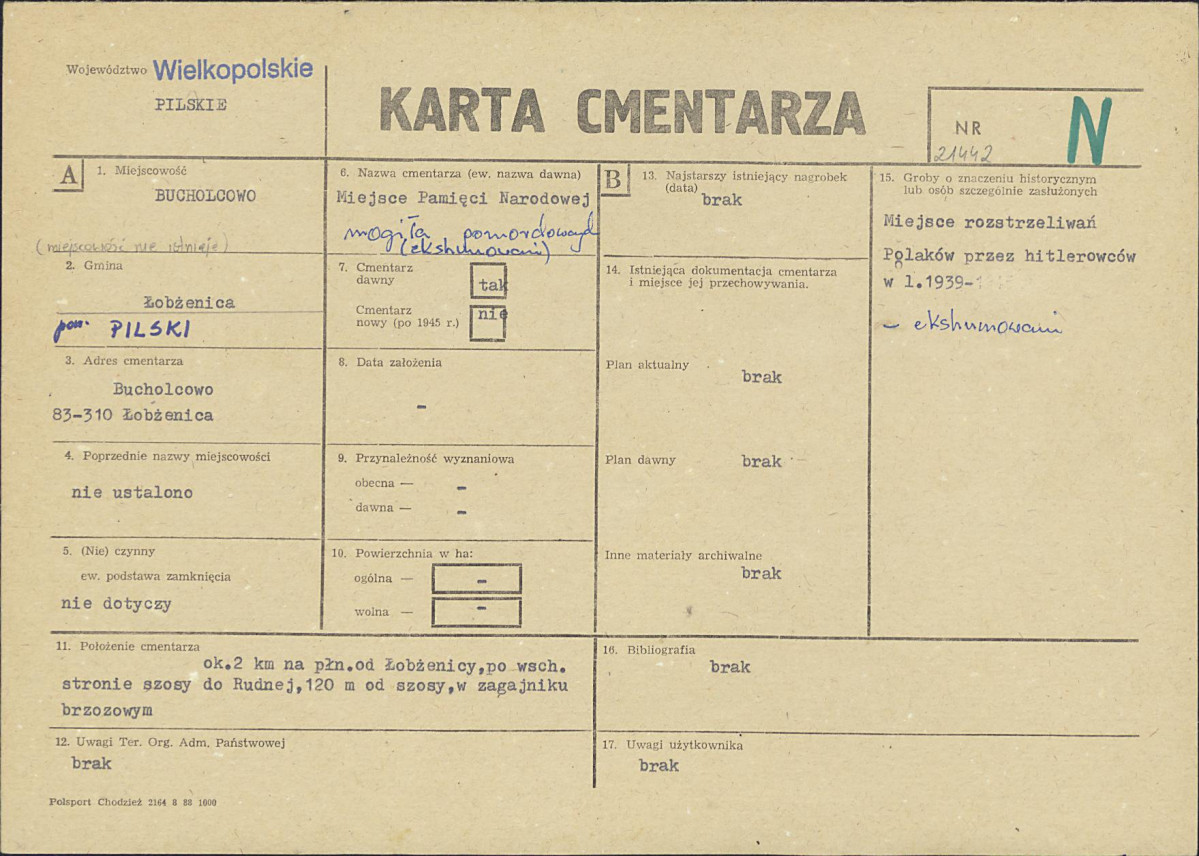 Województwo Wielkopolskie
PILSKIE
KARTA CMENTARZA
NR
21442
N
A
1. Miejscowość
BUCHOLCOWO
(miejscowość nie istnieje)
2. Gmina
Łobżenica
pow. PILSKI
3. Adres cmentarza
Bucholcowo
83-310 Łobżenica
4. Poprzednie nazwy miejscowości
nie ustalono
5. (Nie) czynny
ew. podstawa zamknięcia
nie dotyczy
6. Nazwa cmentarza (ew. nazwa dawna)
Miejsce Pamięci Narodowej
mogiła pomordowanych
(ekshumowani)
7. Cmentarz
dawny
tak
Cmentarz
nowy (po 1945 r.)
nie
8. Data założenia
-
9. Przynależność wyznaniowa
obecna — -
dawna — -
10. Powierzchnia w ha:
ogólna — -
wolna — -
B
13. Najstarszy istniejący nagrobek
(data)
brak
14. Istniejąca dokumentacja cmentarza
i miejsce jej przechowywania.
Plan aktualny
brak
Plan dawny
brak
Inne materiały archiwalne
brak
15. Groby o znaczeniu historycznym
lub osób szczególnie zasłużonych
Miejsce rozstrzeliwań
Polaków przez hitlerowców
w l.1939-
- ekshumowani
11. Położenie cmentarza
ok.2 km na płn.od Łobżenicy,po wsch.
stronie szosy do Rudnej,120 m od szosy,w zagajniku
brzozowym
12. Uwagi Ter. Org. Adm. Państwowej
brak
16. Bibliografia
brak
17. Uwagi użytkownika
brak
Polsport Chodzież 2164 8 88 1000